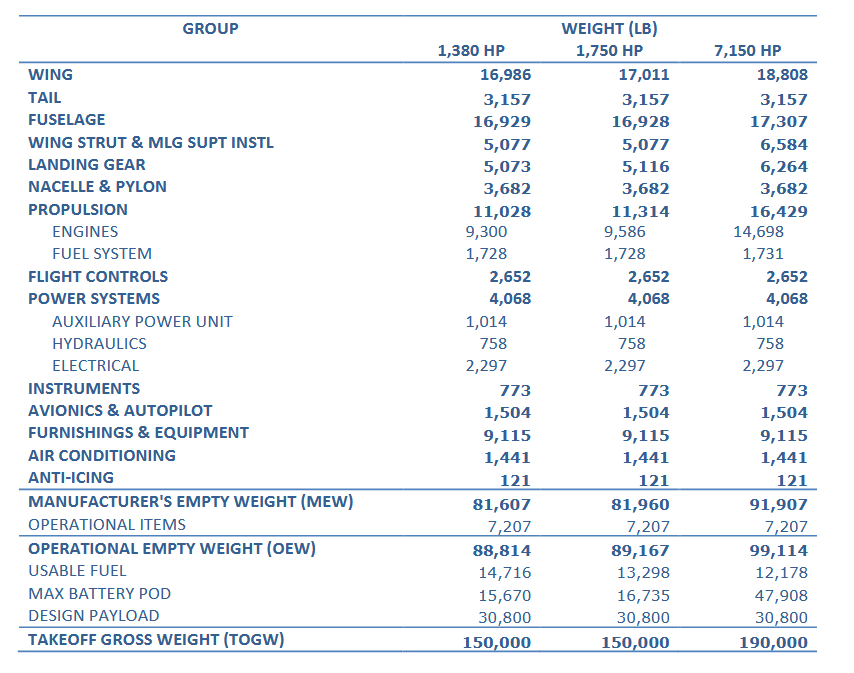 GROUP WEIGHT (LB)
1,380 HP 1,750 HP 7,150 HP
WING 16,986 17,011 18,808
TAIL 3,157 3,157 3,157
FUSELAGE 16,929 16,928 17,307
WING STRUT & MLG SUPT INSTL 5,077 5,077 6,584
LANDING GEAR 5,073 5,116 6,264
NACELLE & PYLON 3,682 3,682 3,682
PROPULSION 11,028 11,314 16,429
ENGINES 9,300 9,586 14,698
FUEL SYSTEM 1,728 1,728 1,731
FLIGHT CONTROLS 2,652 2,652 2,652
POWER SYSTEMS 4,068 4,068 4,068
AUXILIARY POWER UNIT 1,014 1,014 1,014
HYDRAULICS 758 758 758
ELECTRICAL 2,297 2,297 2,297
INSTRUMENTS 773 773 773
AVIONICS & AUTOPILOT 1,504 1,504 1,504
FURNISHINGS & EQUIPMENT 9,115 9,115 9,115
AIR CONDITIONING 1,441 1,441 1,441
ANTI-ICING 121 121 121
MANUFACTURER'S EMPTY WEIGHT (MEW) 81,607 81,960 91,907
OPERATIONAL ITEMS 7,207 7,207 7,207
OPERATIONAL EMPTY WEIGHT (OEW) 88,814 89,167 99,114
USABLE FUEL 14,716 13,298 12,178
MAX BATTERY POD 15,670 16,735 47,908
DESIGN PAYLOAD 30,800 30,800 30,800
TAKEOFF GROSS WEIGHT (TOGW) 150,000 150,000 190,000